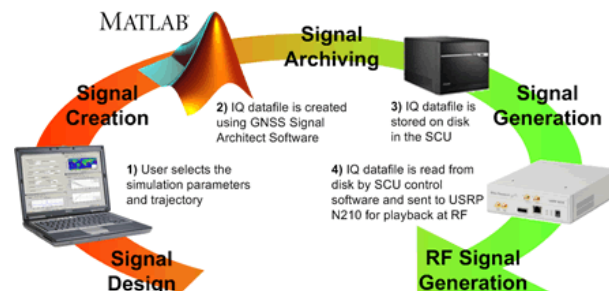 MATLAB
Signal
Archiving
Signal
Creation
Signal
Generation
2) IQ datafile is created
using GNSS Signal
Architect Software
3) IQ datafile is
stored on disk
in the SCU
1) User selects the
simulation parameters
and trajectory
4) IQ datafile is read from
disk by SCU control
software and sent to USRP
N210 for playback at RF
Signal
Design
RF Signal
Generation